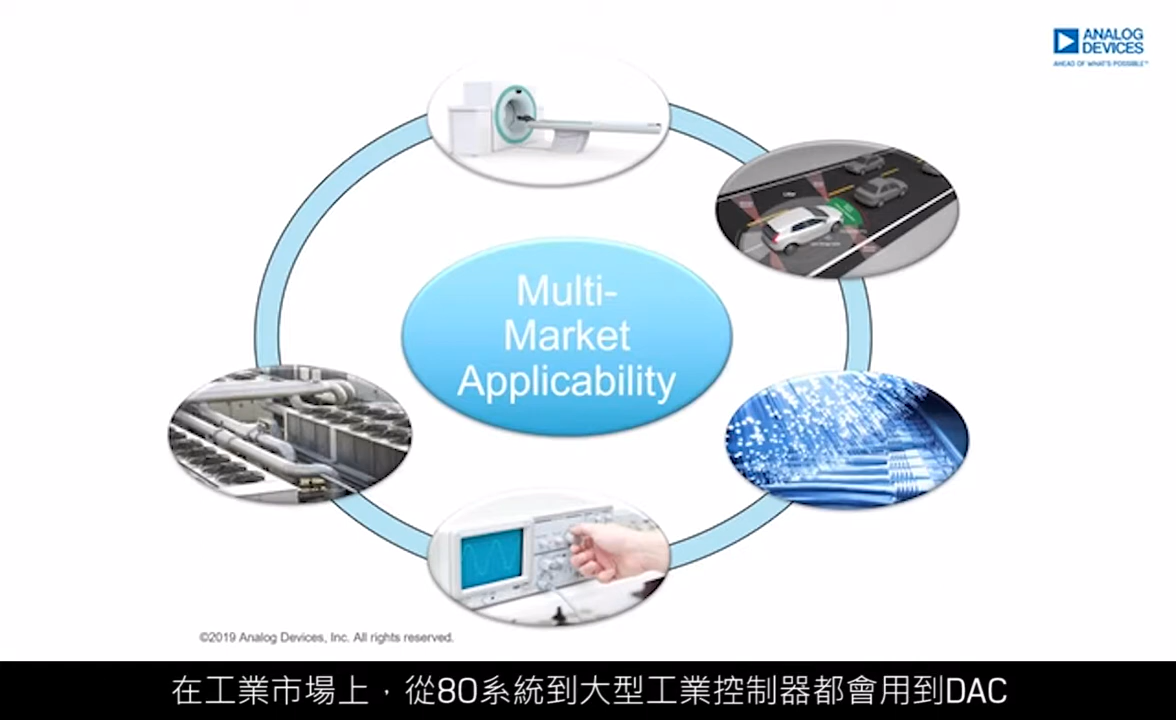 ANALOG
DEVICES
AHEAD OF WHAT'S POSSIBLE™
Multi-
Market
Applicability
©2019 Analog Devices, Inc. All rights reserved.
在工業市場上，從80系統到大型工業控制器都會用到DAC